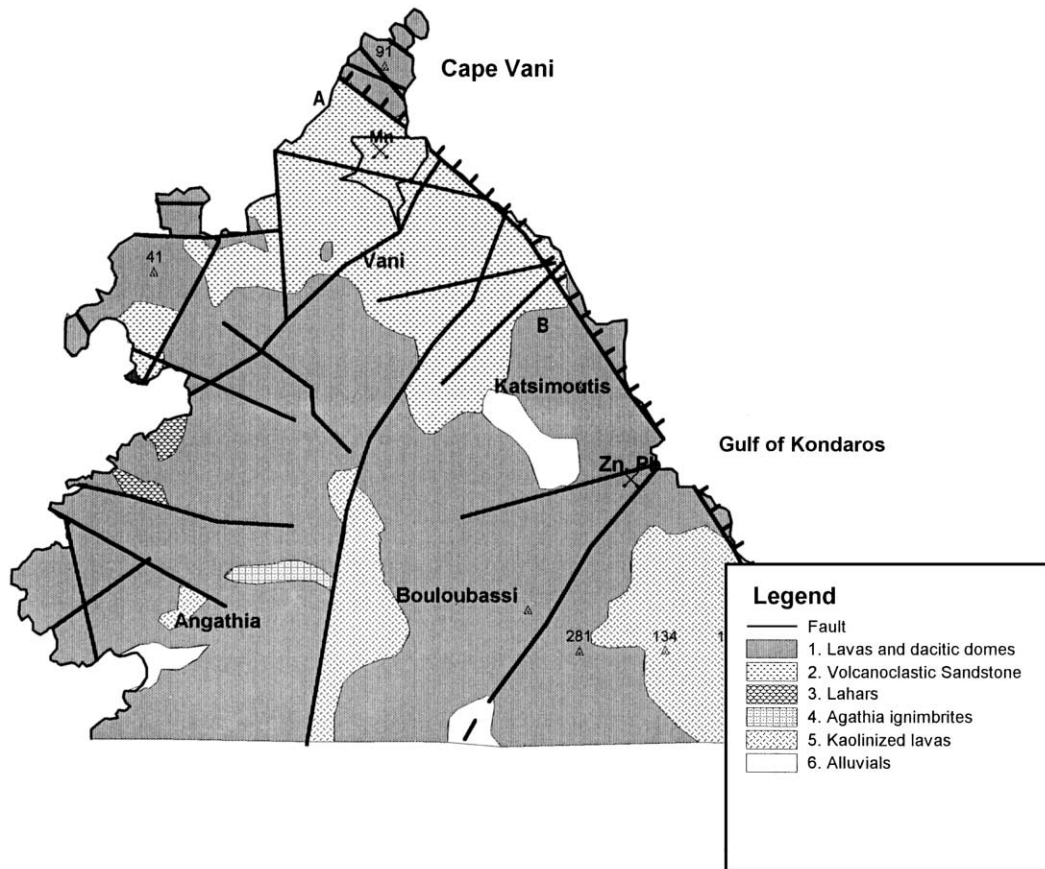 91
Cape Vani
A
Mn
41
Vani
B
Katsimoutis
Gulf of Kondaros
Zn, Pb
Bouloubassi
Angathia
281
134
1
Legend
Fault
1. Lavas and dacitic domes
2. Volcanoclastic Sandstone
3. Lahars
4. Agathia ignimbrites
5. Kaolinized lavas
6. Alluvials